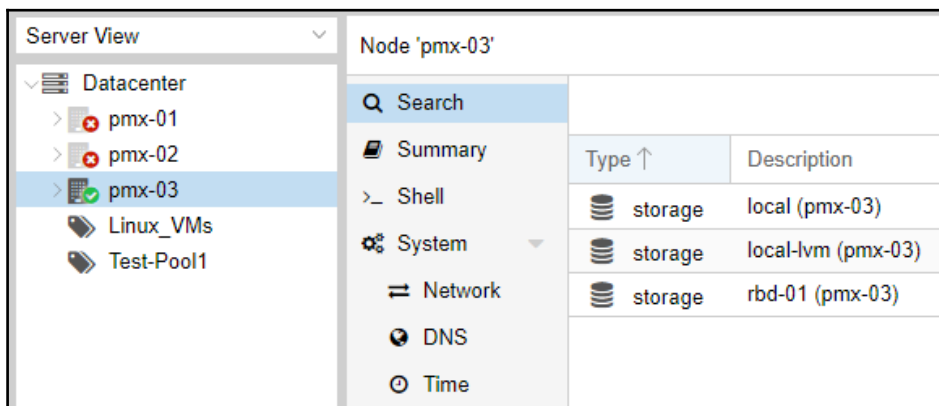 Server View
Datacenter
pmx-01
pmx-02
pmx-03
Linux_VMs
Test-Pool1
Node 'pmx-03'
Search
Summary
>_ Shell
System
Network
DNS
Time
Type ↑ Description
storage local (pmx-03)
storage local-lvm (pmx-03)
storage rbd-01 (pmx-03)